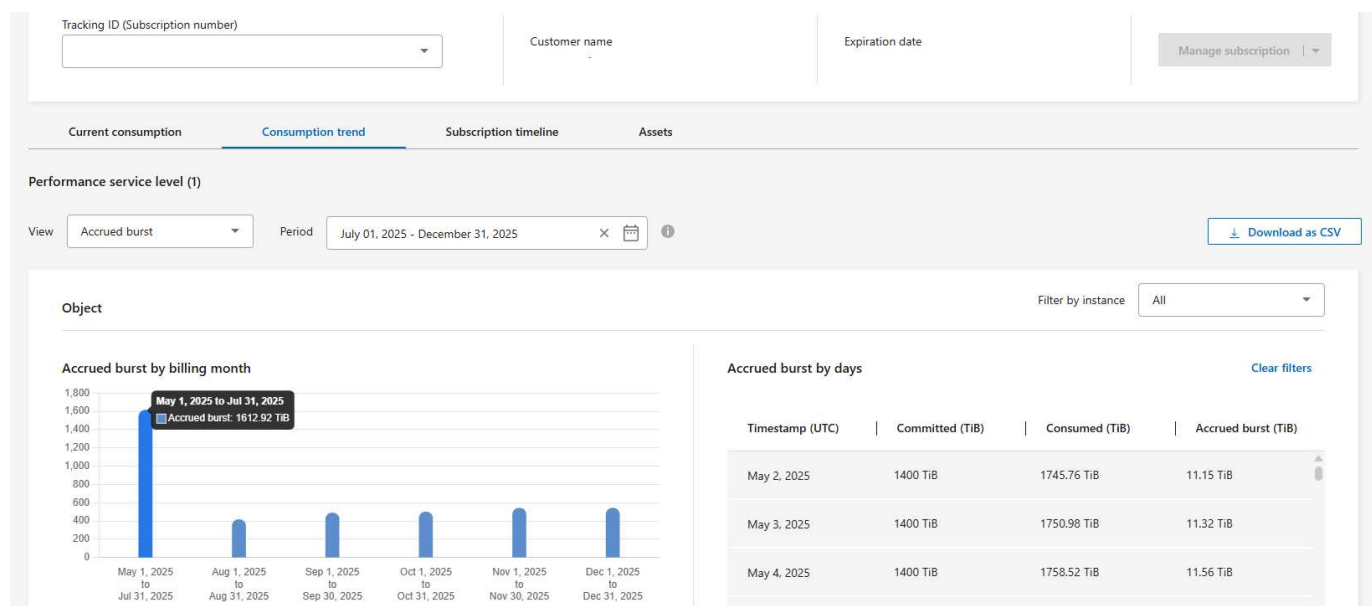 Tracking ID (Subscription number)
Customer name
-
Expiration date
Manage subscription
Current consumption Consumption trend Subscription timeline Assets
Performance service level (1)
View Accrued burst Period July 01, 2025 - December 31, 2025 Download as CSV
Object
Filter by instance All
Accrued burst by billing month
1,800
1,600
1,400
1,200
1,000
800
600
400
200
0
May 1, 2025 to Jul 31, 2025
Accrued burst: 1612.92 TiB
May 1, 2025
to
Jul 31, 2025
Aug 1, 2025
to
Aug 31, 2025
Sep 1, 2025
to
Sep 30, 2025
Oct 1, 2025
to
Oct 31, 2025
Nov 1, 2025
to
Nov 30, 2025
Dec 1, 2025
to
Dec 31, 2025
Accrued burst by days Clear filters
Timestamp (UTC) Committed (TiB) Consumed (TiB) Accrued burst (TiB)
May 2, 2025 1400 TiB 1745.76 TiB 11.15 TiB
May 3, 2025 1400 TiB 1750.98 TiB 11.32 TiB
May 4, 2025 1400 TiB 1758.52 TiB 11.56 TiB